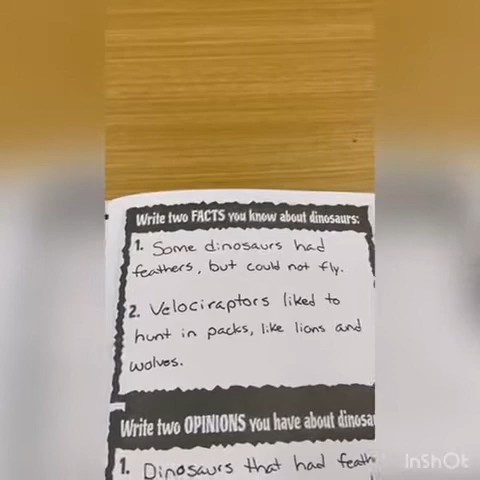 Write two FACTS you know about dinosaurs:
1. Some dinosaurs had
feathers, but could not fly.
2. Velociraptors liked to
hunt in packs, like lions and
wolves.
Write two OPINIONS you have about dinosa
1. Dinosaurs that had feath
InShOt